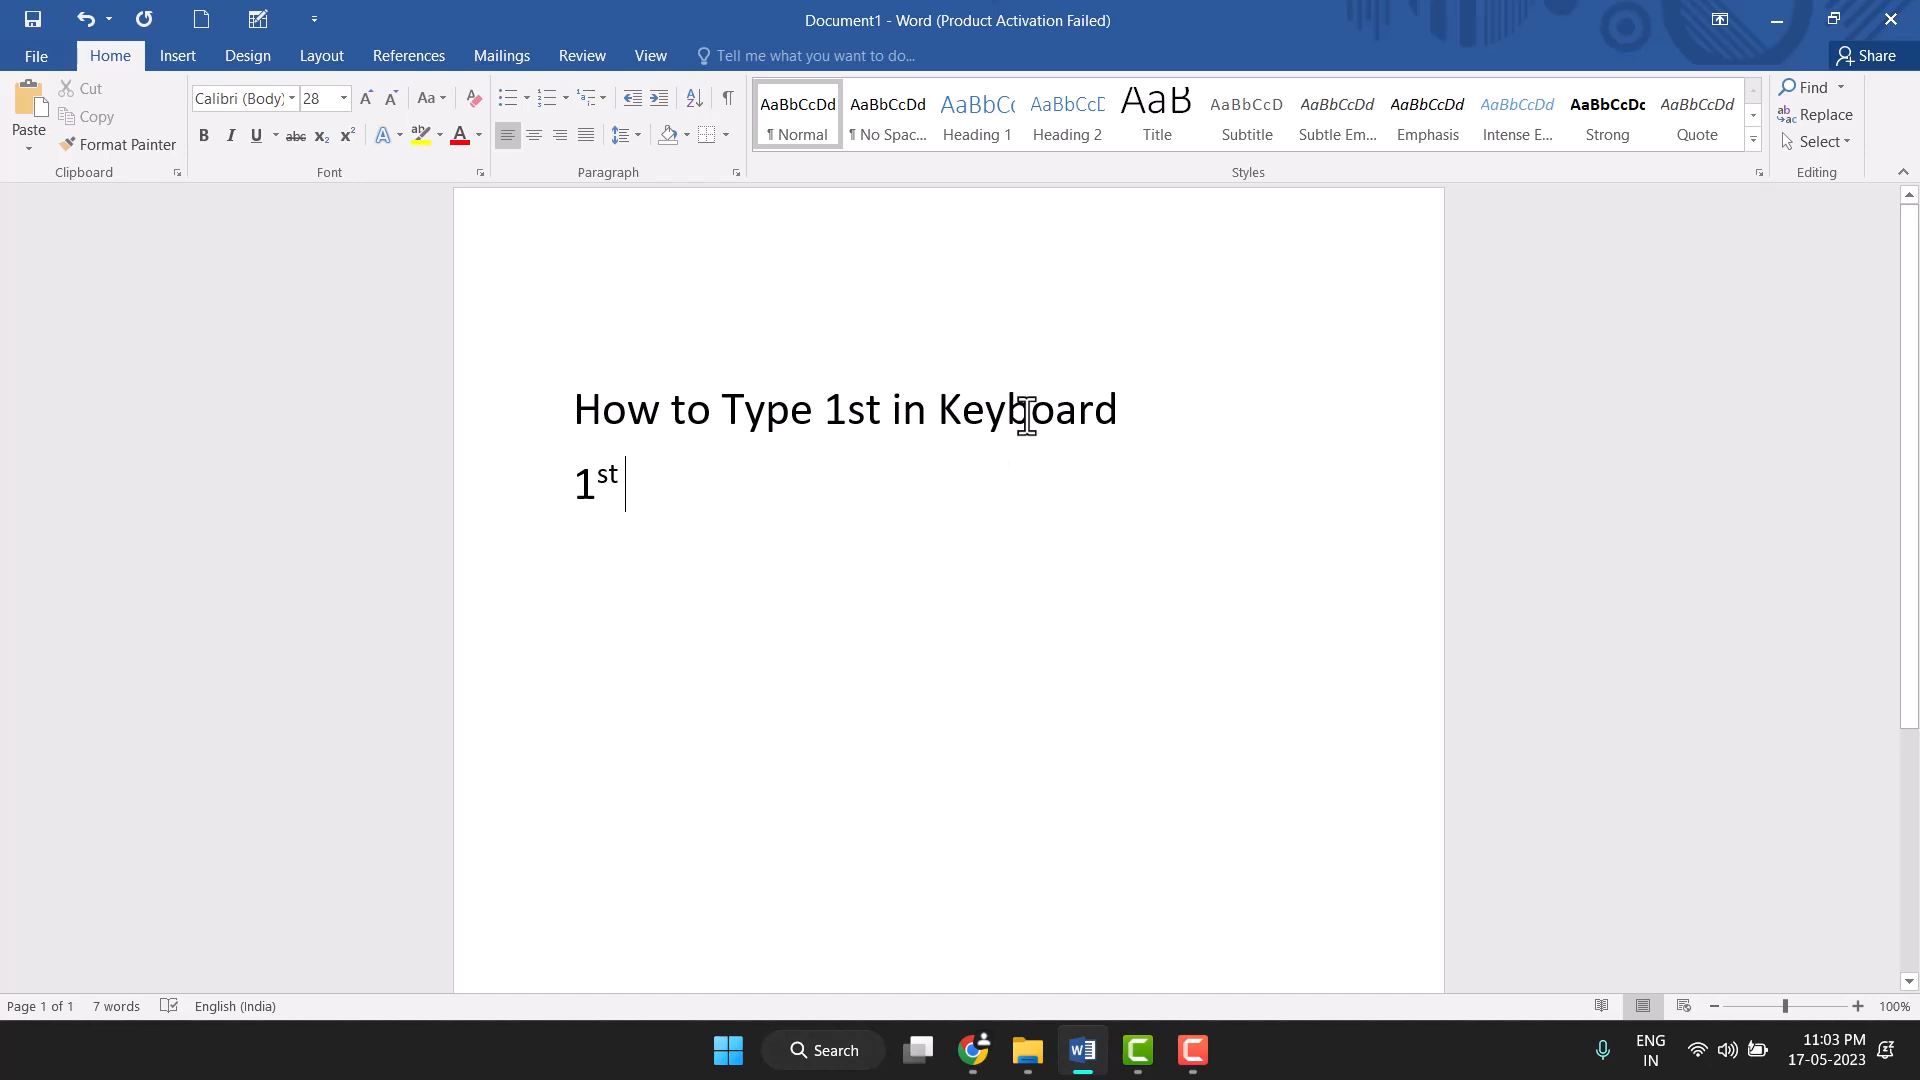 Document1 - Word (Product Activation Failed)
File Home Insert Design Layout References Mailings Review View Tell me what you want to do... Share
Paste
Cut
Copy
Format Painter
Clipboard
Calibri (Body) 28
Font
Paragraph
AaBbCcDd AaBbCcDd AaBbCc AaBbCcD AaB AaBbCcD AaBbCcDd AaBbCcDd AaBbCcDd AaBbCcDc AaBbCcDd
¶ Normal ¶ No Spac... Heading 1 Heading 2 Title Subtitle Subtle Em... Emphasis Intense E... Strong Quote
Styles
Find
Replace
Select
Editing
How to Type 1st in Keyboard
1st
Page 1 of 1 7 words English (India) 100%
Search
ENG
IN
11:03 PM
17-05-2023